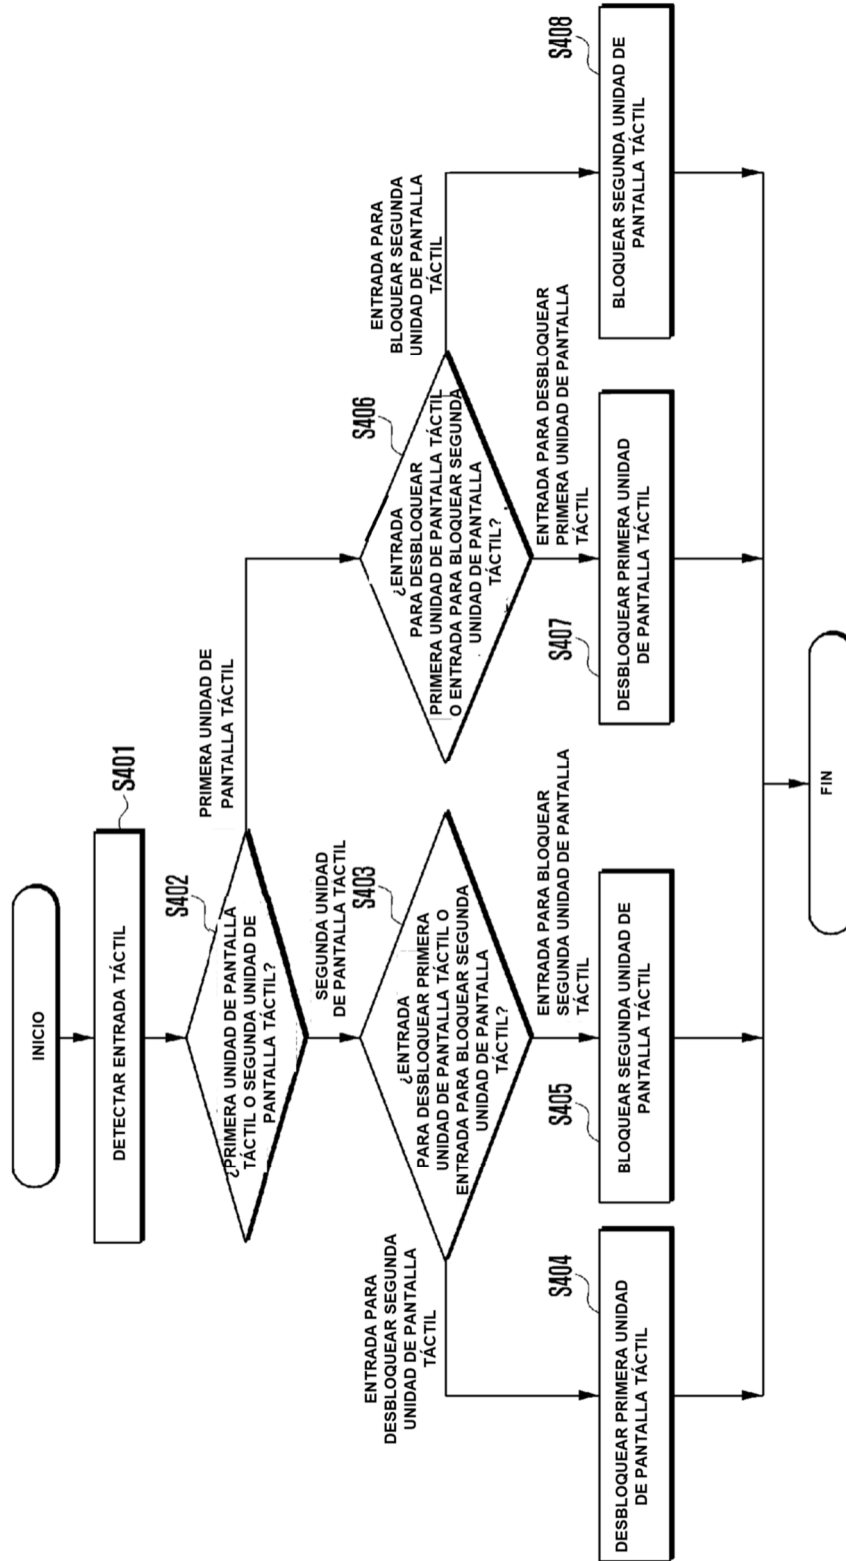 INICIO
DETECTAR ENTRADA TÁCTIL
S401
¿PRIMERA UNIDAD DE PANTALLA
TÁCTIL O SEGUNDA UNIDAD DE
PANTALLA TÁCTIL?
S402
PRIMERA UNIDAD DE
PANTALLA TÁCTIL
SEGUNDA UNIDAD
DE PANTALLA TACTIL
¿ENTRADA
PARA DESBLOQUEAR PRIMERA
UNIDAD DE PANTALLA TÁCTIL O
ENTRADA PARA BLOQUEAR SEGUNDA
UNIDAD DE PANTALLA
TÁCTIL?
S403
¿ENTRADA
PARA DESBLOQUEAR
PRIMERA UNIDAD DE PANTALLA TÁCTIL
O ENTRADA PARA BLOQUEAR SEGUNDA
UNIDAD DE PANTALLA
TÁCTIL?
S406
ENTRADA PARA
DESBLOQUEAR SEGUNDA
UNIDAD DE PANTALLA
TÁCTIL
ENTRADA PARA BLOQUEAR
SEGUNDA UNIDAD DE PANTALLA
TÁCTIL
ENTRADA PARA DESBLOQUEAR
PRIMERA UNIDAD DE PANTALLA
TÁCTIL
ENTRADA PARA
BLOQUEAR SEGUNDA
UNIDAD DE PANTALLA
TÁCTIL
S404
DESBLOQUEAR PRIMERA UNIDAD
DE PANTALLA TÁCTIL
S405
BLOQUEAR SEGUNDA UNIDAD DE
PANTALLA TÁCTIL
S407
DESBLOQUEAR PRIMERA UNIDAD
DE PANTALLA TÁCTIL
S408
BLOQUEAR SEGUNDA UNIDAD DE
PANTALLA TÁCTIL
FIN